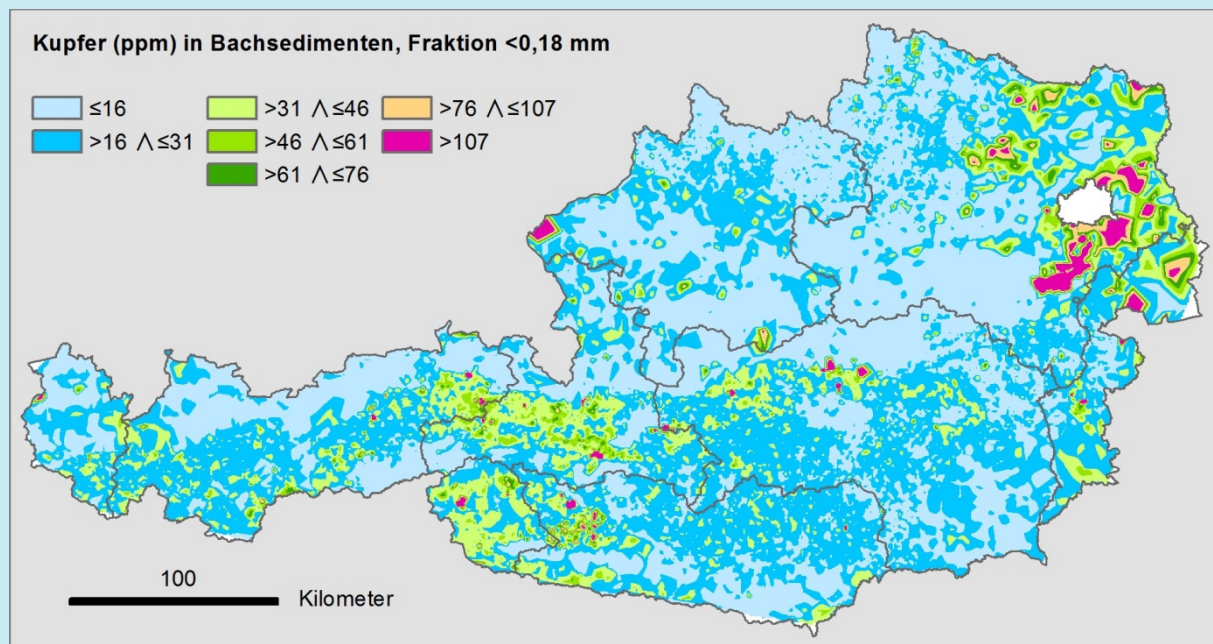 Kupfer (ppm) in Bachsedimenten, Fraktion <0,18 mm
≤16 >31 ∧ ≤46 >76 ∧ ≤107
>16 ∧ ≤31 >46 ∧ ≤61 >107
>61 ∧ ≤76
100
Kilometer